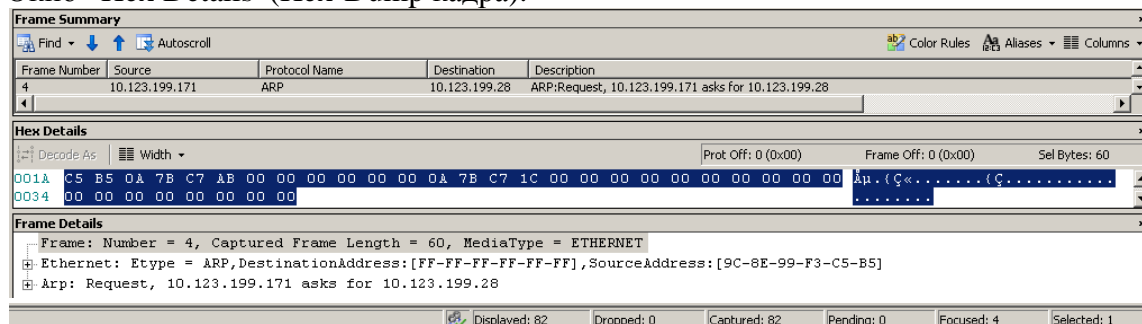 Окно "Hex Details" (Hex-Dump кадра).
Frame Summary
Find Autoscroll Color Rules Aliases Columns
Frame Number Source Protocol Name Destination Description
4 10.123.199.171 ARP 10.123.199.28 ARP:Request, 10.123.199.171 asks for 10.123.199.28
Hex Details
Decode As Width Prot Off: 0 (0x00) Frame Off: 0 (0x00) Sel Bytes: 60
001A C5 B5 0A 7B C7 AB 00 00 00 00 00 00 0A 7B C7 1C 00 00 00 00 00 00 00 00 00 00 Åµ.{Ç«.......{Ç...........
0034 00 00 00 00 00 00 00 00 ........
Frame Details
Frame: Number = 4, Captured Frame Length = 60, MediaType = ETHERNET
Ethernet: Etype = ARP,DestinationAddress:[FF-FF-FF-FF-FF-FF],SourceAddress:[9C-8E-99-F3-C5-B5]
Arp: Request, 10.123.199.171 asks for 10.123.199.28
Displayed: 82 Dropped: 0 Captured: 82 Pending: 0 Focused: 4 Selected: 1